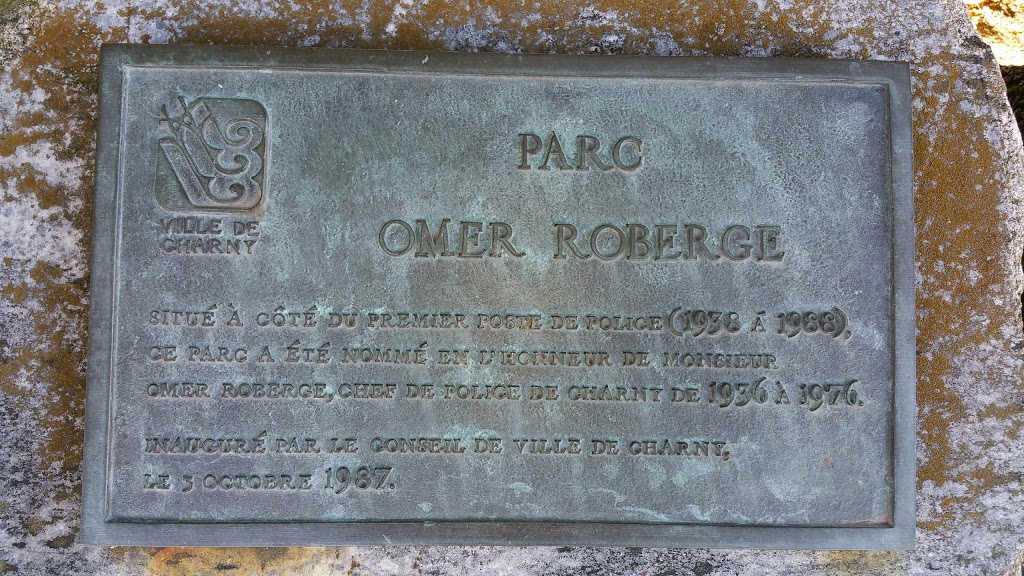 VILLE DE
CHARNY
PARC
OMER ROBERGE
SITUÉ À CÔTÉ DU PREMIER POSTE DE POLICE (1938 À 1988),
CE PARC A ÉTÉ NOMMÉ EN L'HONNEUR DE MONSIEUR
OMER ROBERGE, CHEF DE POLICE DE CHARNY DE 1936 À 1976.
INAUGURÉ PAR LE CONSEIL DE VILLE DE CHARNY,
LE 3 OCTOBRE 1987.